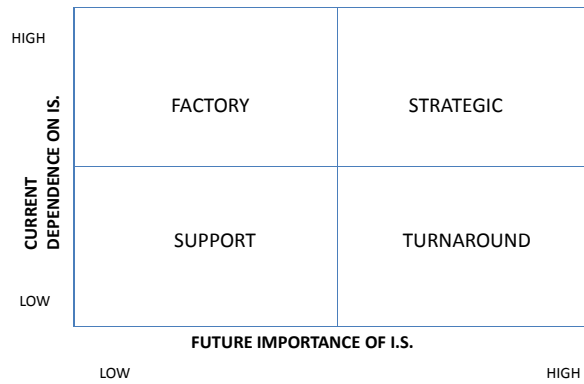 HIGH
FACTORY
STRATEGIC
CURRENT
DEPENDENCE ON IS.
SUPPORT
TURNAROUND
LOW
FUTURE IMPORTANCE OF I.S.
LOW
HIGH